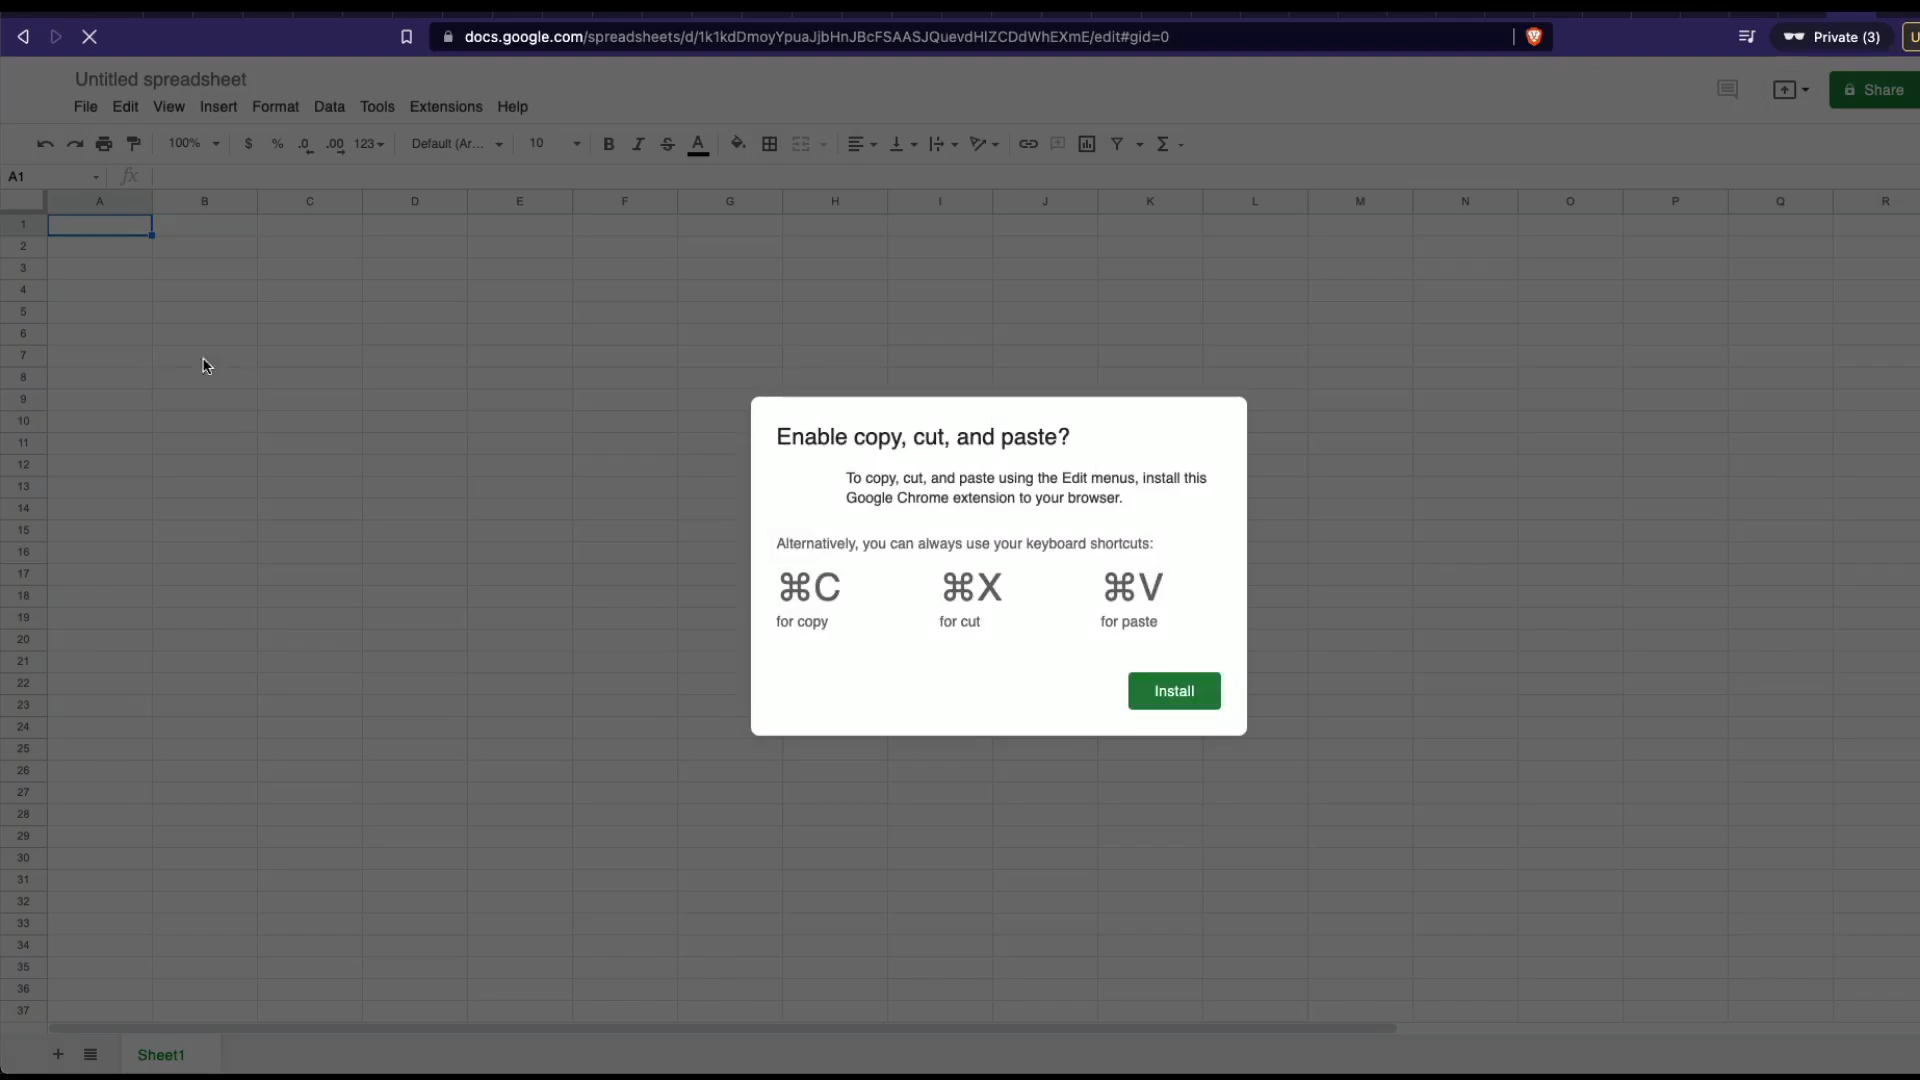 docs.google.com/spreadsheets/d/1k1kdDmoyYpuaJjbHnJBcFSAASJQuevdHIZCDdWhEXmE/edit#gid=0
Private (3)
Untitled spreadsheet
File Edit View Insert Format Data Tools Extensions Help
Share
100% $ % .0 .00 123 Default (Ar... 10 B I S A
A1 fx
A B C D E F G H I J K L M N O P Q R
1
2
3
4
5
6
7
8
9
10
11
12
13
14
15
16
17
18
19
20
21
22
23
24
25
26
27
28
29
30
31
32
33
34
35
36
37
Enable copy, cut, and paste?
To copy, cut, and paste using the Edit menus, install this
Google Chrome extension to your browser.
Alternatively, you can always use your keyboard shortcuts:
⌘C ⌘X ⌘V
for copy for cut for paste
Install
Sheet1